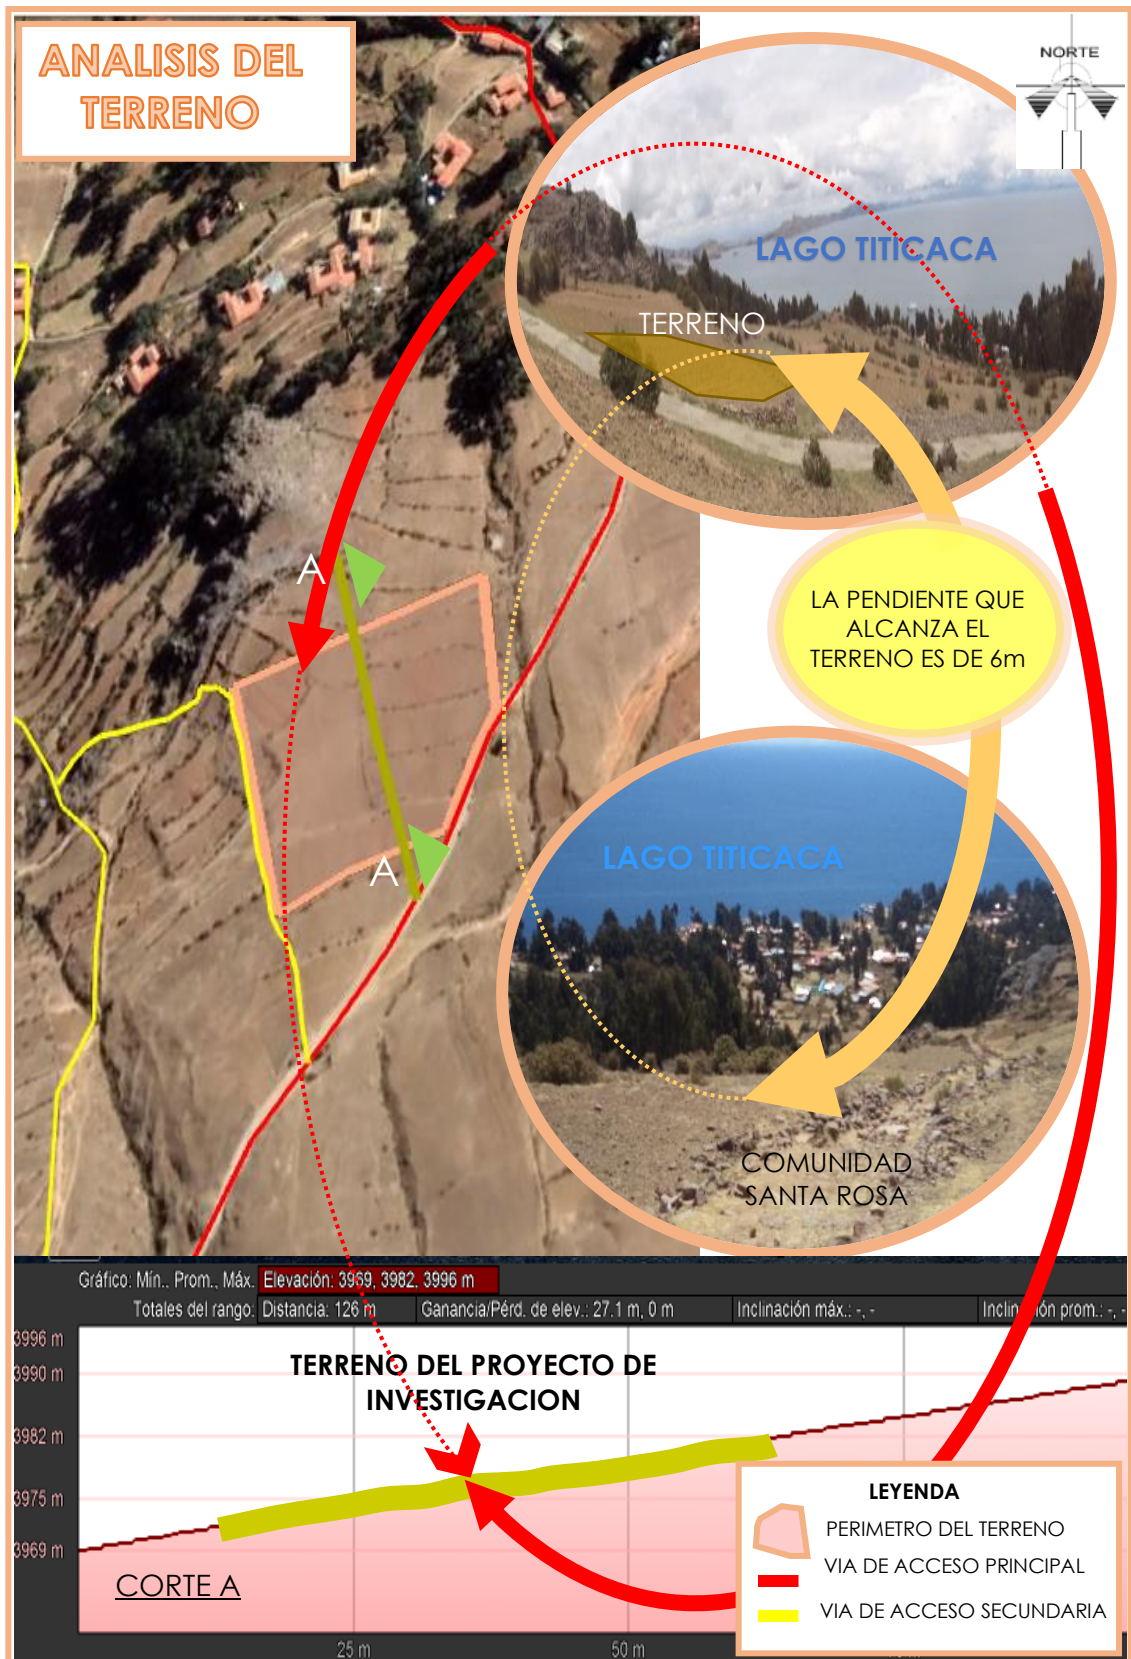 ANALISIS DEL
TERRENO
NORTE
LAGO TITICACA
TERRENO
A
LA PENDIENTE QUE
ALCANZA EL
TERRENO ES DE 6m
A
LAGO TITICACA
COMUNIDAD
SANTA ROSA
Gráfico: Mín., Prom., Máx. Elevación: 3969, 3982, 3996 m
Totales del rango: Distancia: 126 m Ganancia/Pérd. de elev.: 27.1 m, 0 m Inclinación máx.: -, - Inclinación prom.: -, -
3996 m
3990 m
3982 m
3975 m
3969 m
TERRENO DEL PROYECTO DE
INVESTIGACION
CORTE A
25 m 50 m
LEYENDA
PERIMETRO DEL TERRENO
VIA DE ACCESO PRINCIPAL
VIA DE ACCESO SECUNDARIA